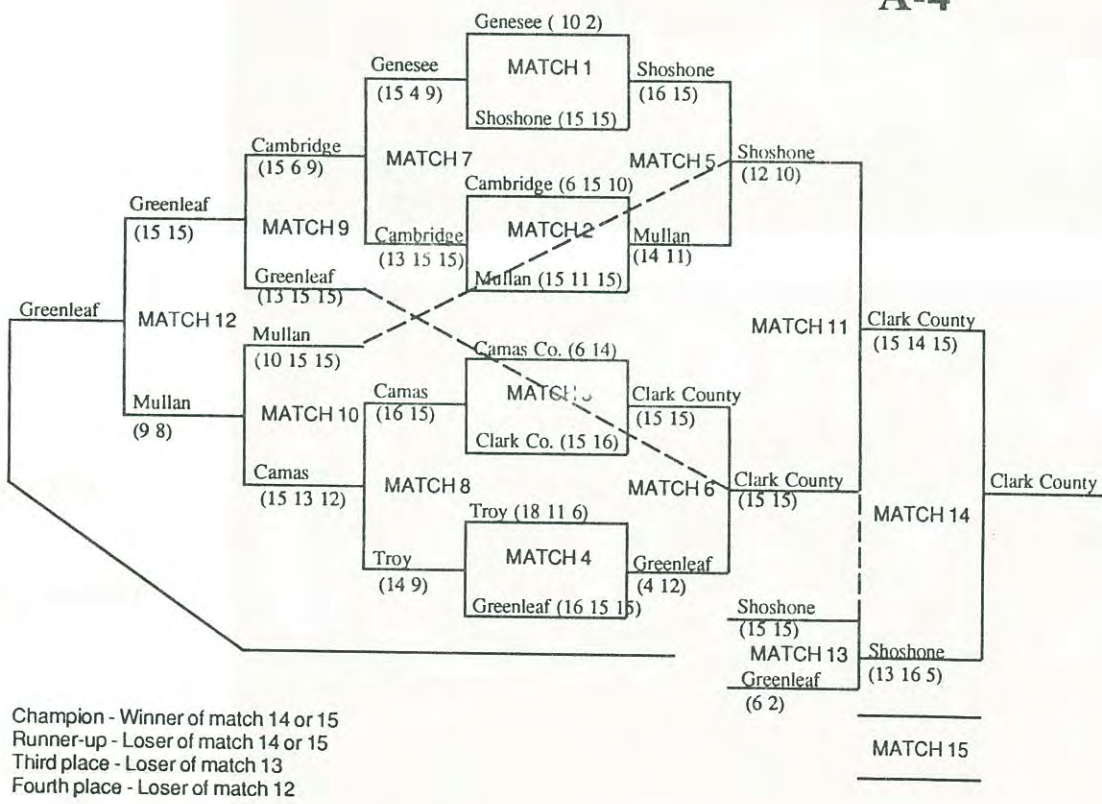 A-4
Genesee ( 10 2)
MATCH 1
Shoshone (15 15)
Genesee
(15 4 9)
Shoshone
(16 15)
Cambridge
(15 6 9)
MATCH 7
MATCH 5
Shoshone
(12 10)
Cambridge (6 15 10)
MATCH 2
Mullan (15 11 15)
Greenleaf
(15 15)
MATCH 9
Cambridge
(13 15 15)
Mullan
(14 11)
Greenleaf
(13 15 15)
Greenleaf
MATCH 12
Mullan
(10 15 15)
MATCH 11
Clark County
(15 14 15)
Camas Co. (6 14)
MATCH 3
Clark Co. (15 16)
Camas
(16 15)
Clark County
(15 15)
Mullan
(9 8)
MATCH 10
Camas
(15 13 12)
MATCH 8
MATCH 6
Clark County
(15 15)
Clark County
MATCH 14
Troy (18 11 6)
MATCH 4
Greenleaf (16 15 15)
Troy
(14 9)
Greenleaf
(4 12)
Shoshone
(15 15)
MATCH 13
Greenleaf
(6 2)
Shoshone
(13 16 5)
MATCH 15
Champion - Winner of match 14 or 15
Runner-up - Loser of match 14 or 15
Third place - Loser of match 13
Fourth place - Loser of match 12